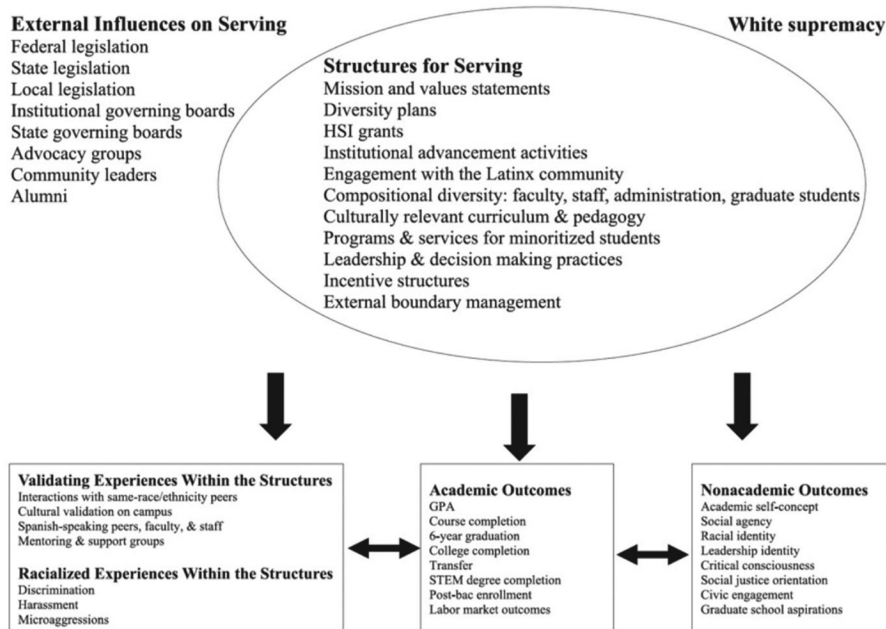 External Influences on Serving
Federal legislation
State legislation
Local legislation
Institutional governing boards
State governing boards
Advocacy groups
Community leaders
Alumni
White supremacy
Structures for Serving
Mission and values statements
Diversity plans
HSI grants
Institutional advancement activities
Engagement with the Latinx community
Compositional diversity: faculty, staff, administration, graduate students
Culturally relevant curriculum & pedagogy
Programs & services for minoritized students
Leadership & decision making practices
Incentive structures
External boundary management
Validating Experiences Within the Structures
Interactions with same-race/ethnicity peers
Cultural validation on campus
Spanish-speaking peers, faculty, & staff
Mentoring & support groups
Racialized Experiences Within the Structures
Discrimination
Harassment
Microaggressions
Academic Outcomes
GPA
Course completion
6-year graduation
College completion
Transfer
STEM degree completion
Post-bac enrollment
Labor market outcomes
Nonacademic Outcomes
Academic self-concept
Social agency
Racial identity
Leadership identity
Critical consciousness
Social justice orientation
Civic engagement
Graduate school aspirations